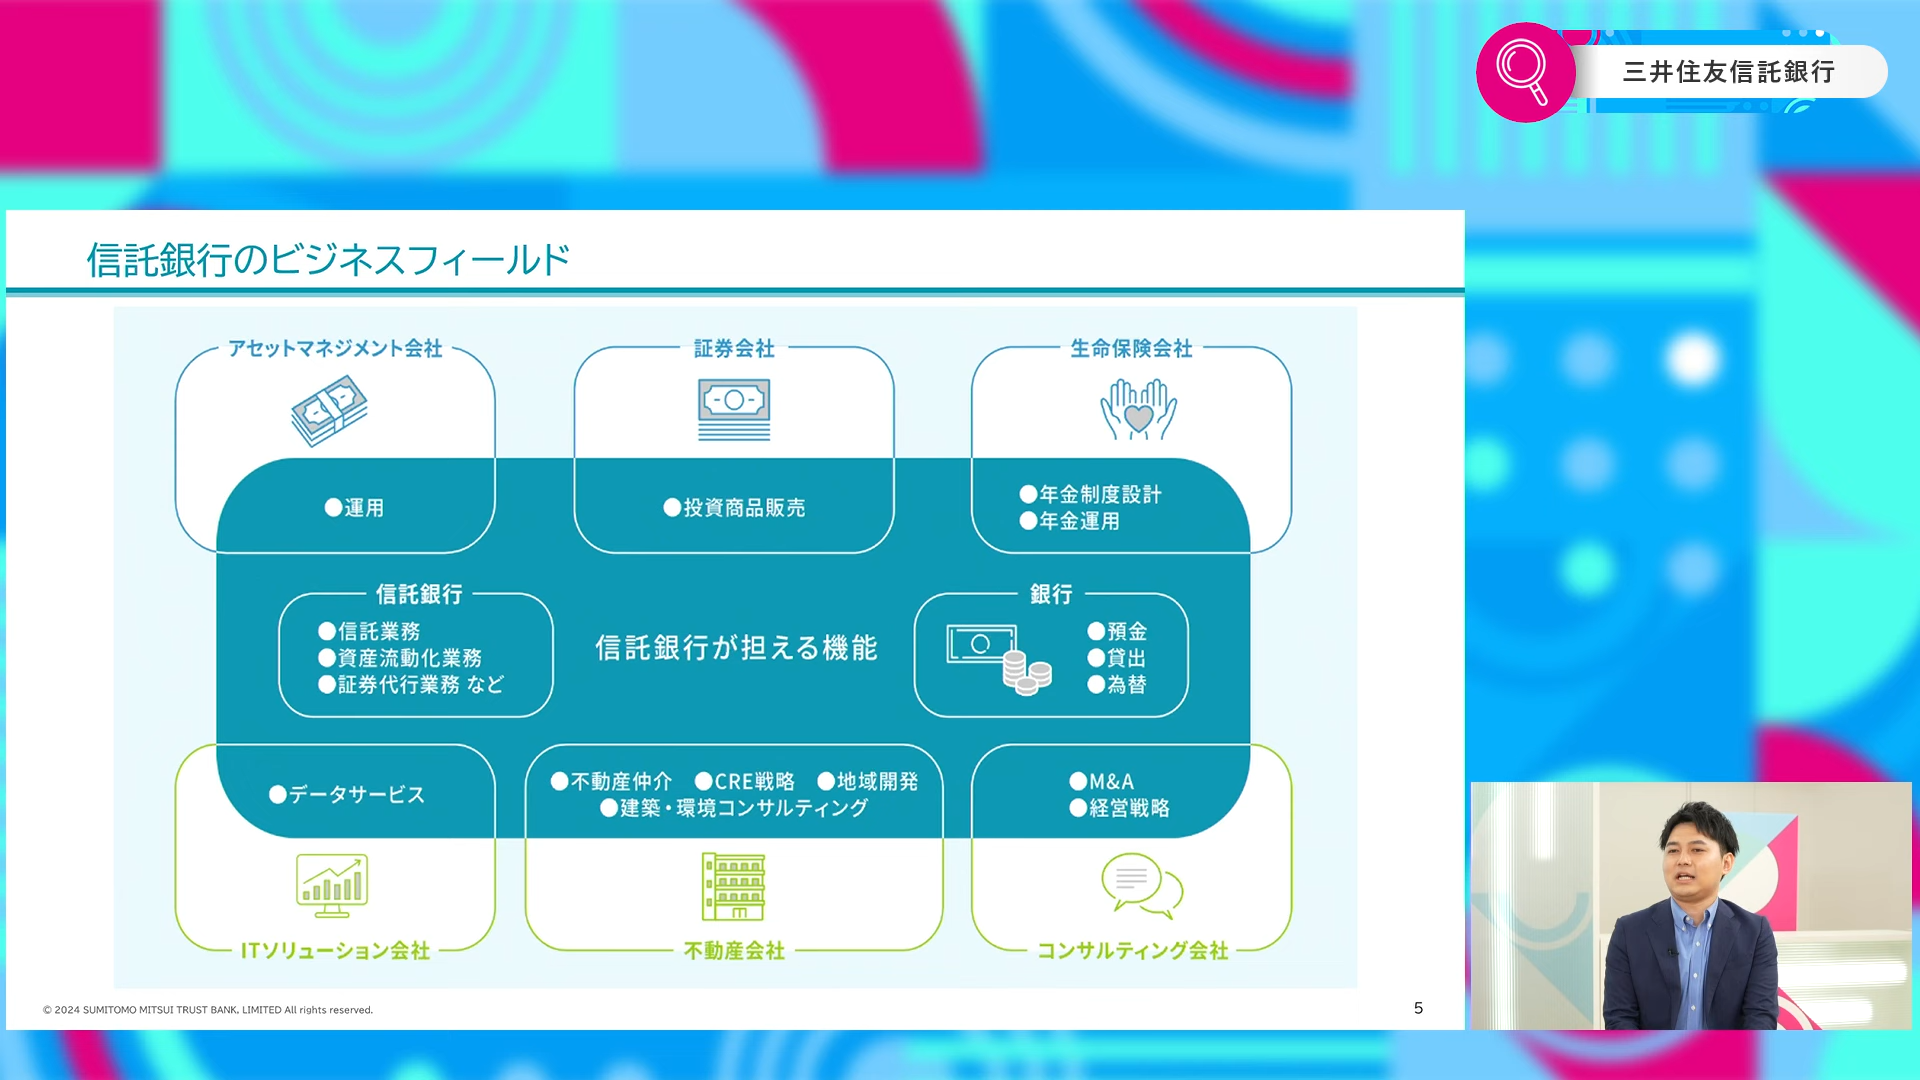 三井住友信託銀行
信託銀行のビジネスフィールド
アセットマネジメント会社
証券会社
生命保険会社
●運用
●投資商品販売
●年金制度設計
●年金運用
信託銀行
●信託業務
●資産流動化業務
●証券代行業務 など
信託銀行が担える機能
銀行
●預金
●貸出
●為替
●データサービス
●不動産仲介 ●CRE戦略 ●地域開発
●建築・環境コンサルティング
●M&A
●経営戦略
ITソリューション会社
不動産会社
コンサルティング会社
© 2024 SUMITOMO MITSUI TRUST BANK, LIMITED All rights reserved.
5